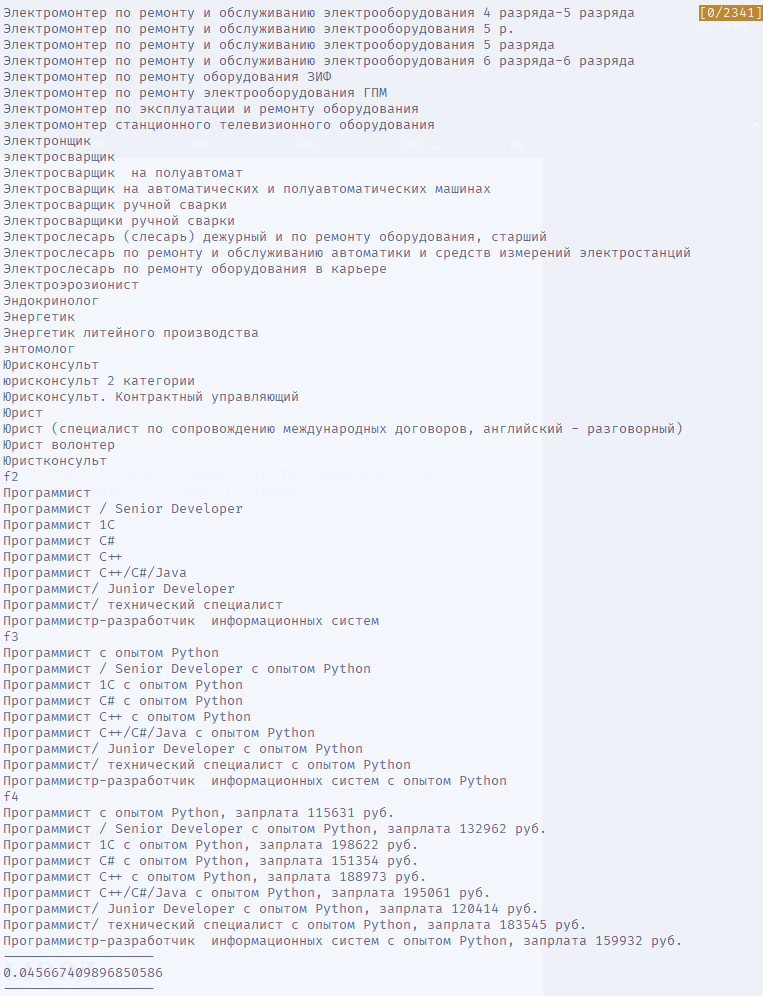 Электромонтер по ремонту и обслуживанию электрооборудования 4 разряда-5 разряда [0/2341]
Электромонтер по ремонту и обслуживанию электрооборудования 5 р.
Электромонтер по ремонту и обслуживанию электрооборудования 5 разряда
Электромонтер по ремонту и обслуживанию электрооборудования 6 разряда-6 разряда
Электромонтер по ремонту оборудования ЗИФ
Электромонтер по ремонту электрооборудования ГПМ
Электромонтер по эксплуатации и ремонту оборудования
электромонтер станционного телевизионного оборудования
Электронщик
электросварщик
Электросварщик  на полуавтомат
Электросварщик на автоматических и полуавтоматических машинах
Электросварщик ручной сварки
Электросварщики ручной сварки
Электрослесарь (слесарь) дежурный и по ремонту оборудования, старший
Электрослесарь по ремонту и обслуживанию автоматики и средств измерений электростанций
Электрослесарь по ремонту оборудования в карьере
Электроэрозионист
Эндокринолог
Энергетик
Энергетик литейного производства
энтомолог
Юрисконсульт
юрисконсульт 2 категории
Юрисконсульт. Контрактный управляющий
Юрист
Юрист (специалист по сопровождению международных договоров, английский - разговорный)
Юрист волонтер
Юристконсульт
f2
Программист
Программист / Senior Developer
Программист 1C
Программист C#
Программист C++
Программист C++/C#/Java
Программист/ Junior Developer
Программист/ технический специалист
Программистр-разработчик  информационных систем
f3
Программист с опытом Python
Программист / Senior Developer с опытом Python
Программист 1C с опытом Python
Программист C# с опытом Python
Программист C++ с опытом Python
Программист C++/C#/Java с опытом Python
Программист/ Junior Developer с опытом Python
Программист/ технический специалист с опытом Python
Программистр-разработчик  информационных систем с опытом Python
f4
Программист с опытом Python, запрлата 115631 руб.
Программист / Senior Developer с опытом Python, запрлата 132962 руб.
Программист 1C с опытом Python, запрлата 198622 руб.
Программист C# с опытом Python, запрлата 151354 руб.
Программист C++ с опытом Python, запрлата 188973 руб.
Программист C++/C#/Java с опытом Python, запрлата 195061 руб.
Программист/ Junior Developer с опытом Python, запрлата 120414 руб.
Программист/ технический специалист с опытом Python, запрлата 183545 руб.
Программистр-разработчик  информационных систем с опытом Python, запрлата 159932 руб.
0.045667409896850586